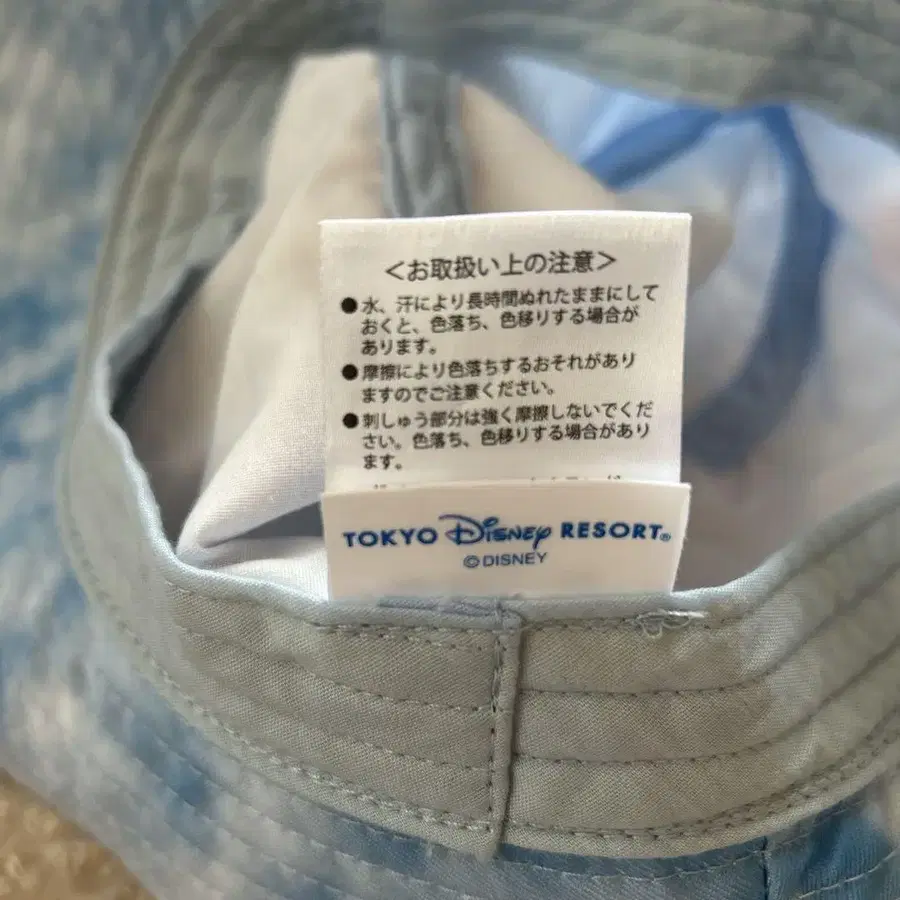 <お取扱い上の注意>
●水、汗により長時間ぬれたままにして
おくと、色落ち、色移りする場合が
あります。
●摩擦により色落ちするおそれがあり
ますのでご注意ください。
●刺しゅう部分は強く摩擦しないでくだ
さい。色落ち、色移りする場合があり
ます。
TOKYO Disney RESORT®
©DISNEY